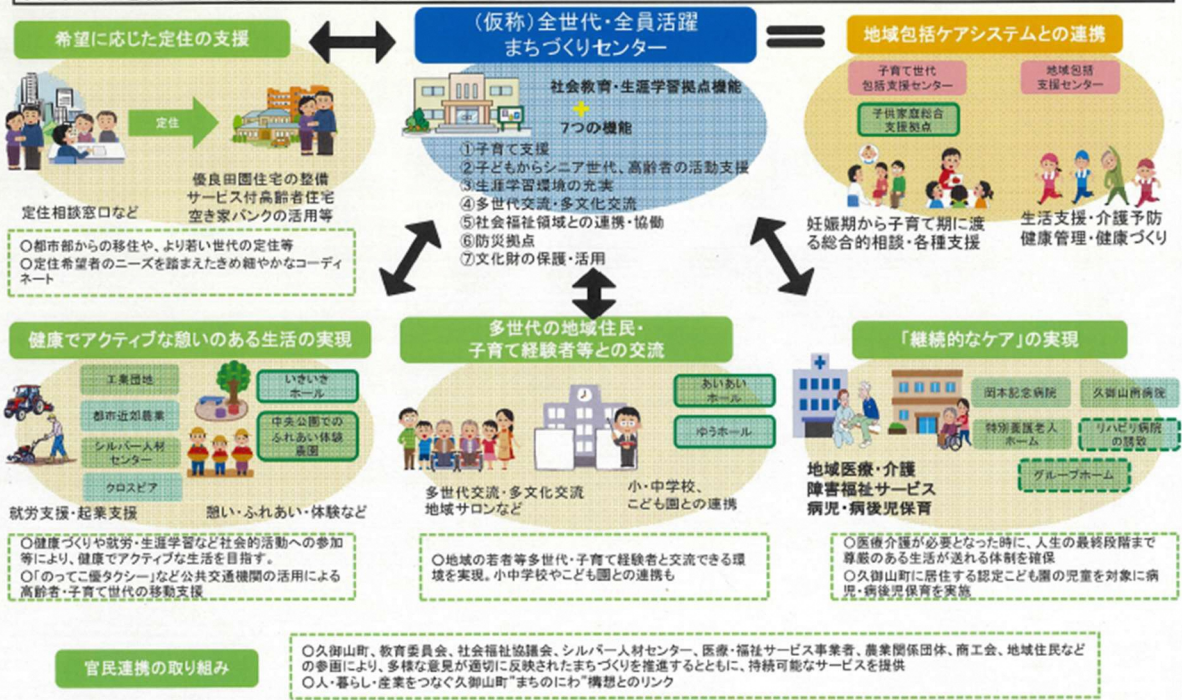 希望に応じた定住の支援
定住
定住相談窓口など
優良田園住宅の整備
サービス付高齢者住宅
空き家バンクの活用等
○都市部からの移住や、より若い世代の定住等
○定住希望者のニーズを踏まえたきめ細やかなコーディ
ネート
(仮称)全世代・全員活躍
まちづくりセンター
社会教育・生涯学習拠点機能
+
7つの機能
①子育て支援
②子どもからシニア世代、高齢者の活動支援
③生涯学習環境の充実
④多世代交流・多文化交流
⑤社会福祉領域との連携・協働
⑥防災拠点
⑦文化財の保護・活用
地域包括ケアシステムとの連携
子育て世代
包括支援センター
地域包括
支援センター
子供家庭総合
支援拠点
妊娠期から子育て期に渡
る総合的相談・各種支援
生活支援・介護予防
健康管理・健康づくり
健康でアクティブな憩いのある生活の実現
工業団地
都市近郊農業
シルバー人材
センター
クロスピア
いきいき
ホール
中央公園での
ふれあい体験
農園
就労支援・起業支援
憩い・ふれあい・体験など
○健康づくりや就労・生涯学習など社会的活動への参加
等により、健康でアクティブな生活を目指す。
○「のってこ優タクシー」など公共交通機関の活用による
高齢者・子育て世代の移動支援
多世代の地域住民・
子育て経験者等との交流
あいあい
ホール
ゆうホール
多世代交流・多文化交流
地域サロンなど
小・中学校、
こども園との連携
○地域の若者等多世代・子育て経験者と交流できる環
境を実現。小中学校やこども園との連携も
「継続的なケア」の実現
岡本記念病院
久御山南病院
特別養護老人
ホーム
リハビリ病院
の誘致
グループホーム
地域医療・介護
障害福祉サービス
病児・病後児保育
○医療介護が必要となった時に、人生の最終段階まで
尊厳のある生活が送れる体制を確保
○久御山町に居住する認定こども園の児童を対象に病
児・病後児保育を実施
官民連携の取り組み
○久御山町、教育委員会、社会福祉協議会、シルバー人材センター、医療・福祉サービス事業者、農業関係団体、商工会、地域住民など
の参画により、多様な意見が適切に反映されたまちづくりを推進するとともに、持続可能なサービスを提供
○人・暮らし・産業をつなぐ久御山町"まちのにわ"構想とのリンク